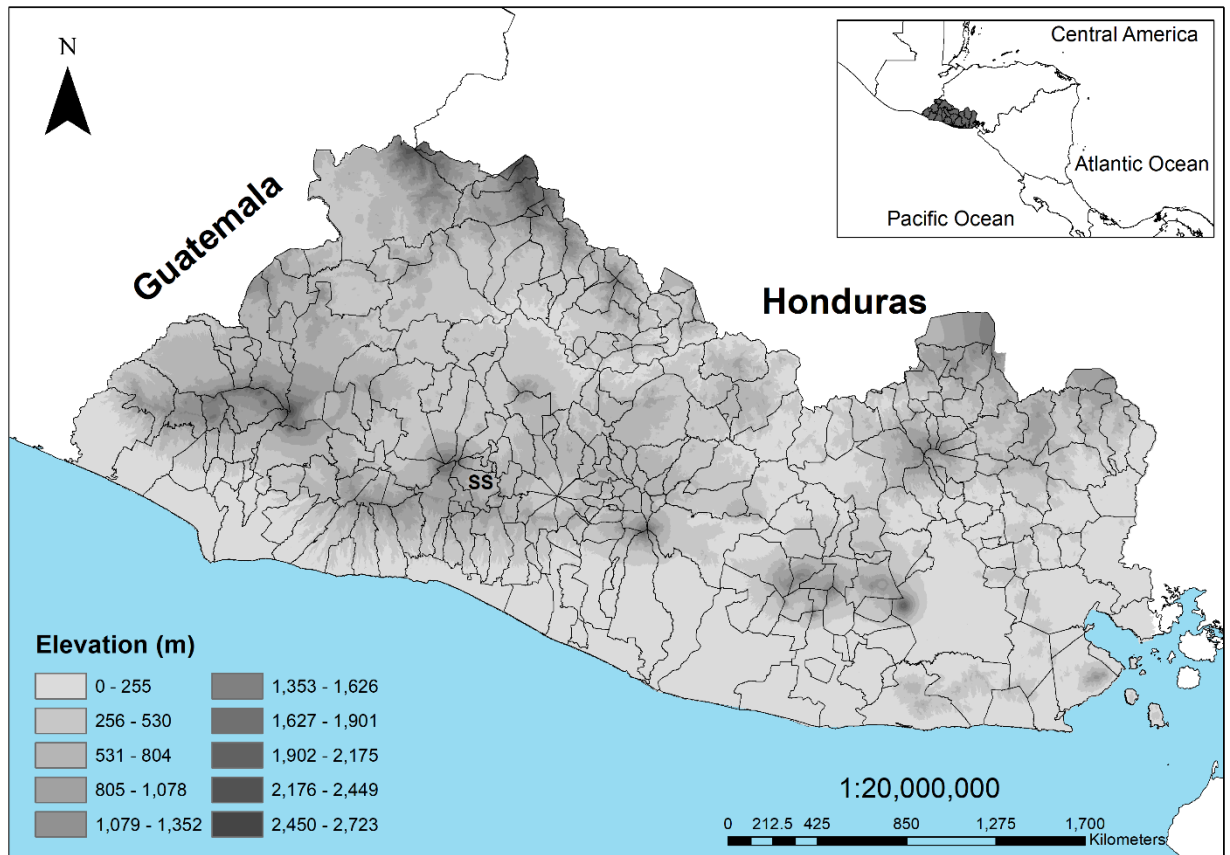 N
Central America
Atlantic Ocean
Pacific Ocean
Guatemala
Honduras
SS
Elevation (m)
0 - 255
256 - 530
531 - 804
805 - 1,078
1,079 - 1,352
1,353 - 1,626
1,627 - 1,901
1,902 - 2,175
2,176 - 2,449
2,450 - 2,723
1:20,000,000
0 212.5 425 850 1,275 1,700
Kilometers